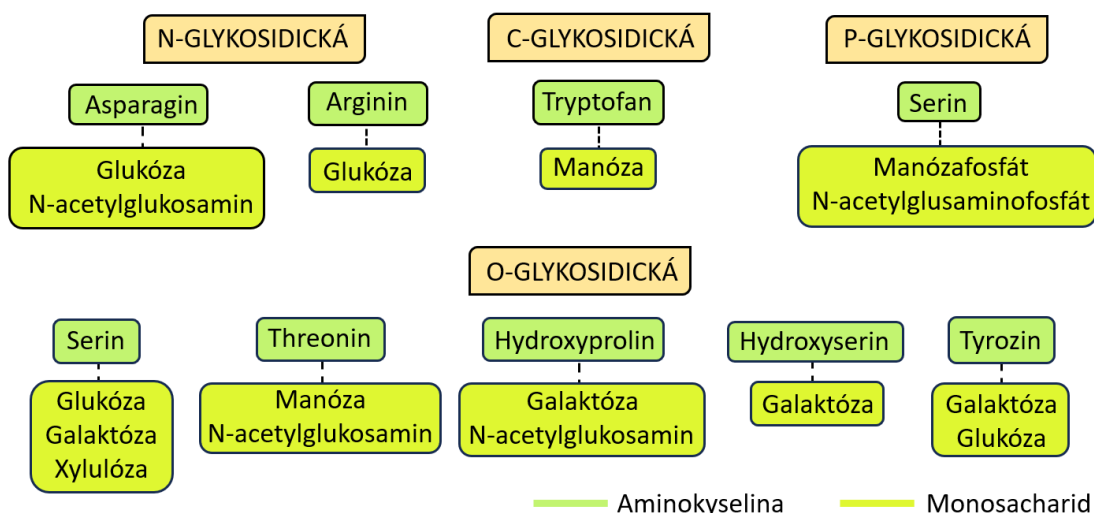 N-GLYKOSIDICKÁ
C-GLYKOSIDICKÁ
P-GLYKOSIDICKÁ
Asparagin
Arginin
Tryptofan
Serin
Glukóza
N-acetylglukosamin
Glukóza
Manóza
Manózafosfát
N-acetylglusaminofosfát
O-GLYKOSIDICKÁ
Serin
Threonin
Hydroxyprolin
Hydroxyserin
Tyrozin
Glukóza
Galaktóza
Xylulóza
Manóza
N-acetylglukosamin
Galaktóza
N-acetylglukosamin
Galaktóza
Galaktóza
Glukóza
Aminokyselina
Monosacharid